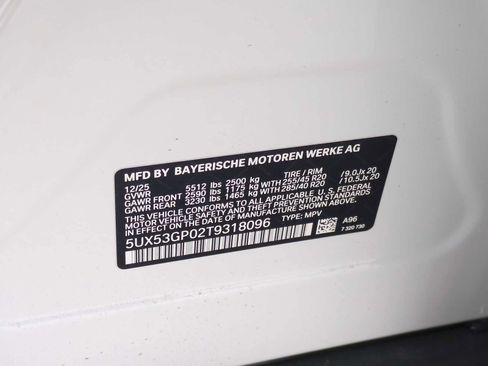 MFD BY BAYERISCHE MOTOREN WERKE AG
12/25 5512 lbs 2500 kg TIRE / RIM
GVWR 2590 lbs 1175 kg WITH 255/45 R20 / 9.0Jx 20
GAWR FRONT 3230 lbs 1465 kg WITH 285/40 R20 / 10.5Jx 20
GAWR REAR
THIS VEHICLE CONFORMS TO ALL APPLICABLE FEDERAL
MOTOR VEHICLE SAFETY, BUMPER, AND THEFT PREVENTION STANDARDS
IN EFFECT ON THE DATE OF MANUFACTURE SHOWN ABOVE.
5UX53GP02T9318096 TYPE: MPV A96
7 320 730